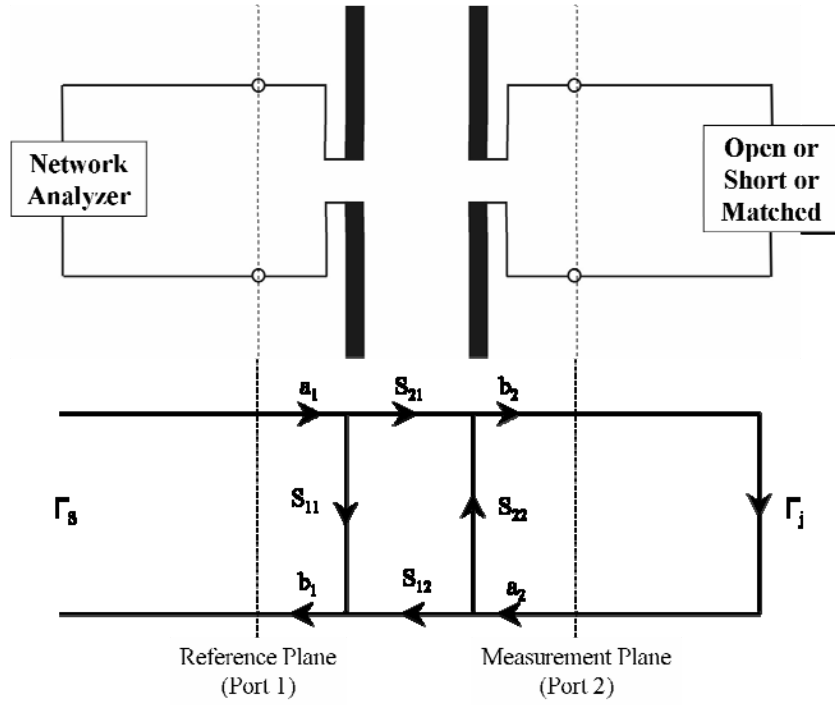 Network
Analyzer
Open or
Short or
Matched
a₁
S₂₁
b₂
Γₛ
S₁₁
S₂₂
Γⱼ
b₁
S₁₂
a₂
Reference Plane
(Port 1)
Measurement Plane
(Port 2)